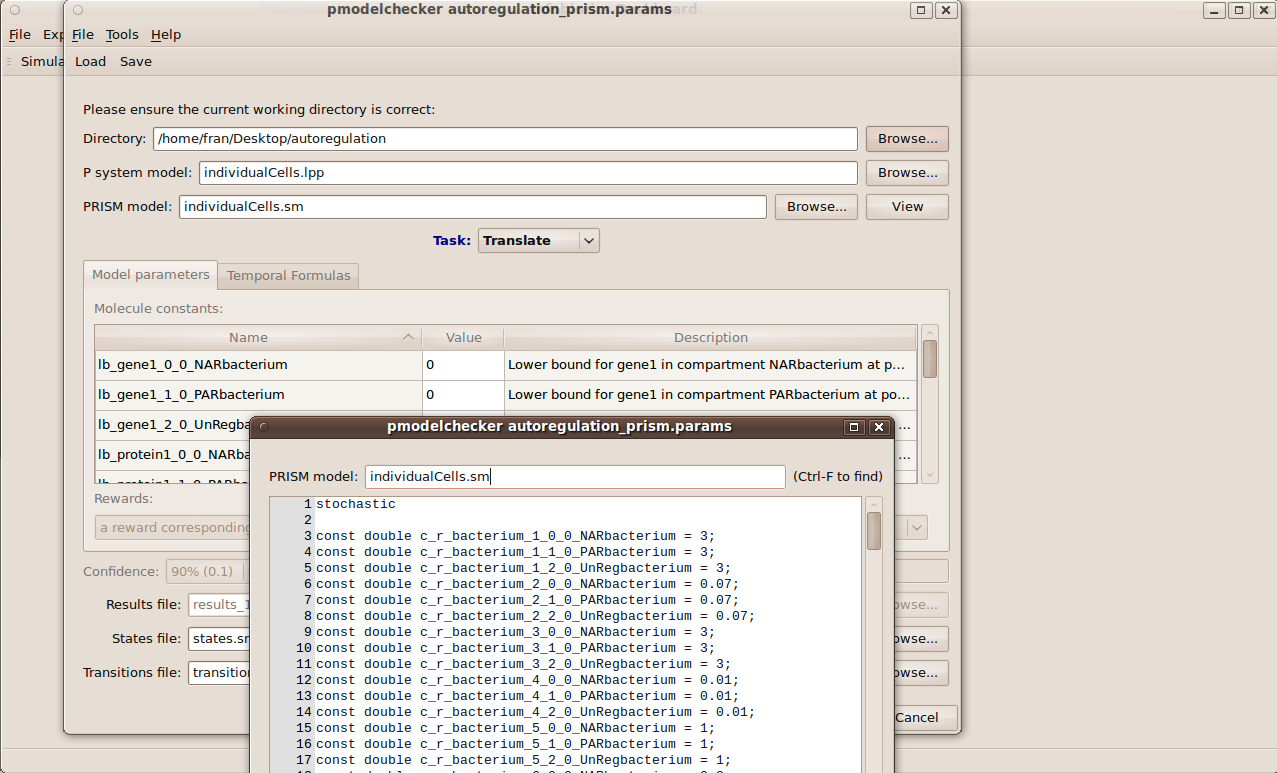 pmodelchecker autoregulation_prism.params
File
File Tools Help
Load Save
Please ensure the current working directory is correct:
Directory: /home/fran/Desktop/autoregulation Browse...
P system model: individualCells.lpp Browse...
PRISM model: individualCells.sm Browse... View
Task: Translate
Model parameters Temporal Formulas
Molecule constants:
Name Value Description
lb_gene1_0_0_NARbacterium 0 Lower bound for gene1 in compartment NARbacterium at p...
lb_gene1_1_0_PARbacterium 0 Lower bound for gene1 in compartment PARbacterium at po...
lb_gene1_2_0_UnRegba ...
lb_protein1_0_0_NARba ...
Rewards:
a reward corresponding
Confidence: 90% (0.1)
Results file: results_1 owse...
States file: states.sm owse...
Transitions file: transition owse...
Cancel
pmodelchecker autoregulation_prism.params
PRISM model: individualCells.sm (Ctrl-F to find)
1 stochastic
2
3 const double c_r_bacterium_1_0_0_NARbacterium = 3;
4 const double c_r_bacterium_1_1_0_PARbacterium = 3;
5 const double c_r_bacterium_1_2_0_UnRegbacterium = 3;
6 const double c_r_bacterium_2_0_0_NARbacterium = 0.07;
7 const double c_r_bacterium_2_1_0_PARbacterium = 0.07;
8 const double c_r_bacterium_2_2_0_UnRegbacterium = 0.07;
9 const double c_r_bacterium_3_0_0_NARbacterium = 3;
10 const double c_r_bacterium_3_1_0_PARbacterium = 3;
11 const double c_r_bacterium_3_2_0_UnRegbacterium = 3;
12 const double c_r_bacterium_4_0_0_NARbacterium = 0.01;
13 const double c_r_bacterium_4_1_0_PARbacterium = 0.01;
14 const double c_r_bacterium_4_2_0_UnRegbacterium = 0.01;
15 const double c_r_bacterium_5_0_0_NARbacterium = 1;
16 const double c_r_bacterium_5_1_0_PARbacterium = 1;
17 const double c_r_bacterium_5_2_0_UnRegbacterium = 1;